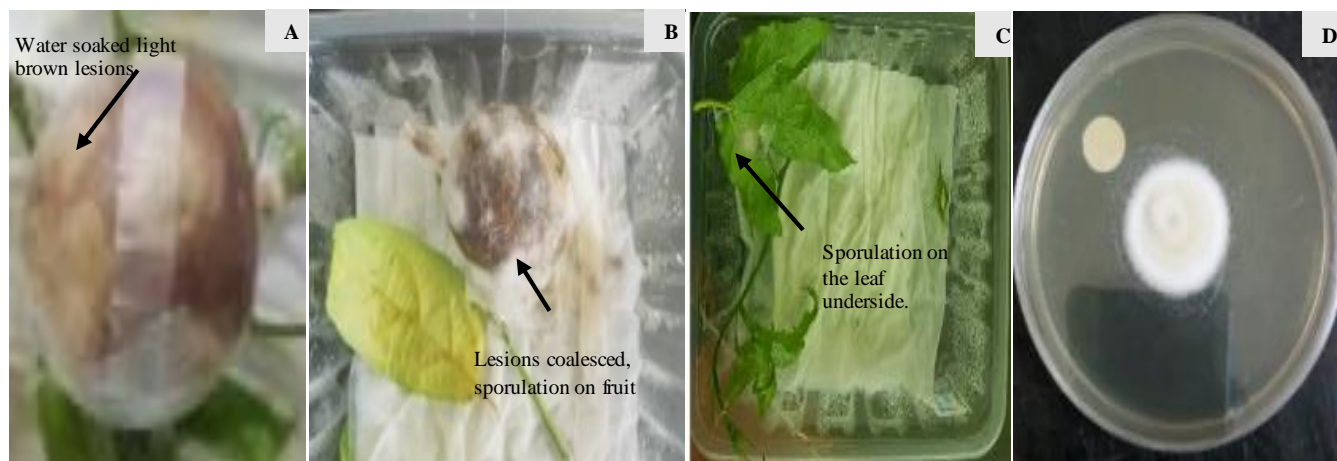 Water soaked light
brown lesions
A
B
Lesions coalesced,
sporulation on fruit
C
Sporulation on
the leaf
underside.
D